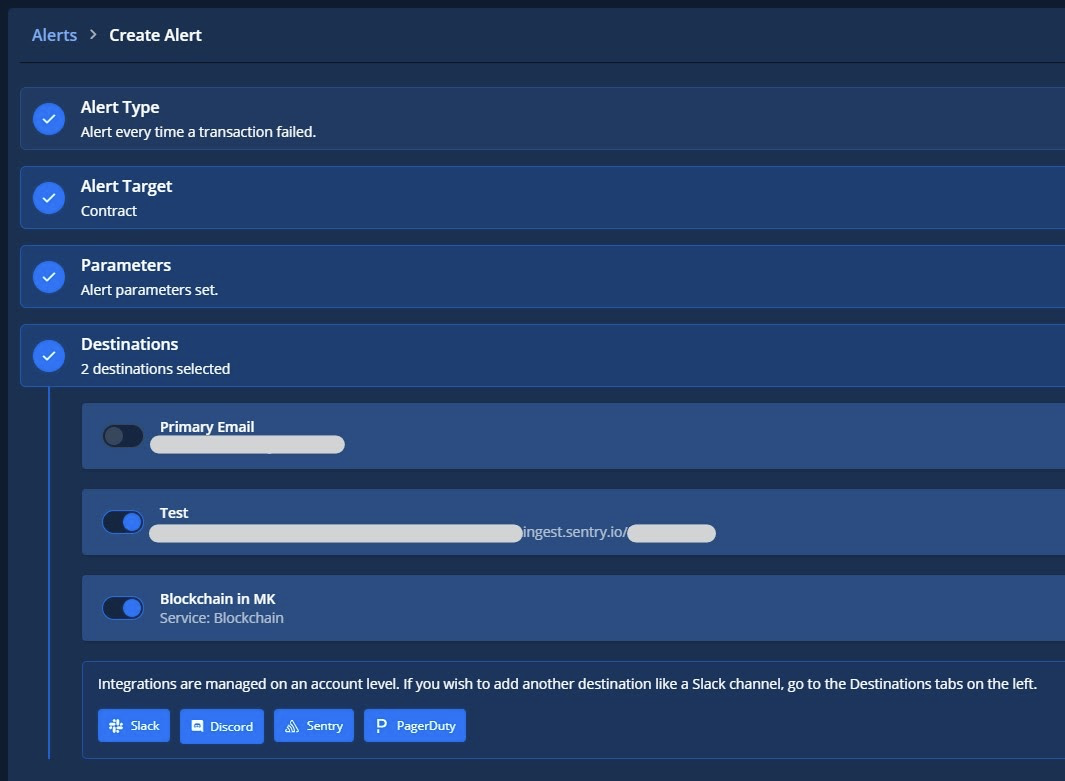 Alerts > Create Alert
Alert Type
Alert every time a transaction failed.
Alert Target
Contract
Parameters
Alert parameters set.
Destinations
2 destinations selected
Primary Email
Test
ingest.sentry.io/
Blockchain in MK
Service: Blockchain
Integrations are managed on an account level. If you wish to add another destination like a Slack channel, go to the Destinations tabs on the left.
Slack Discord Sentry PagerDuty